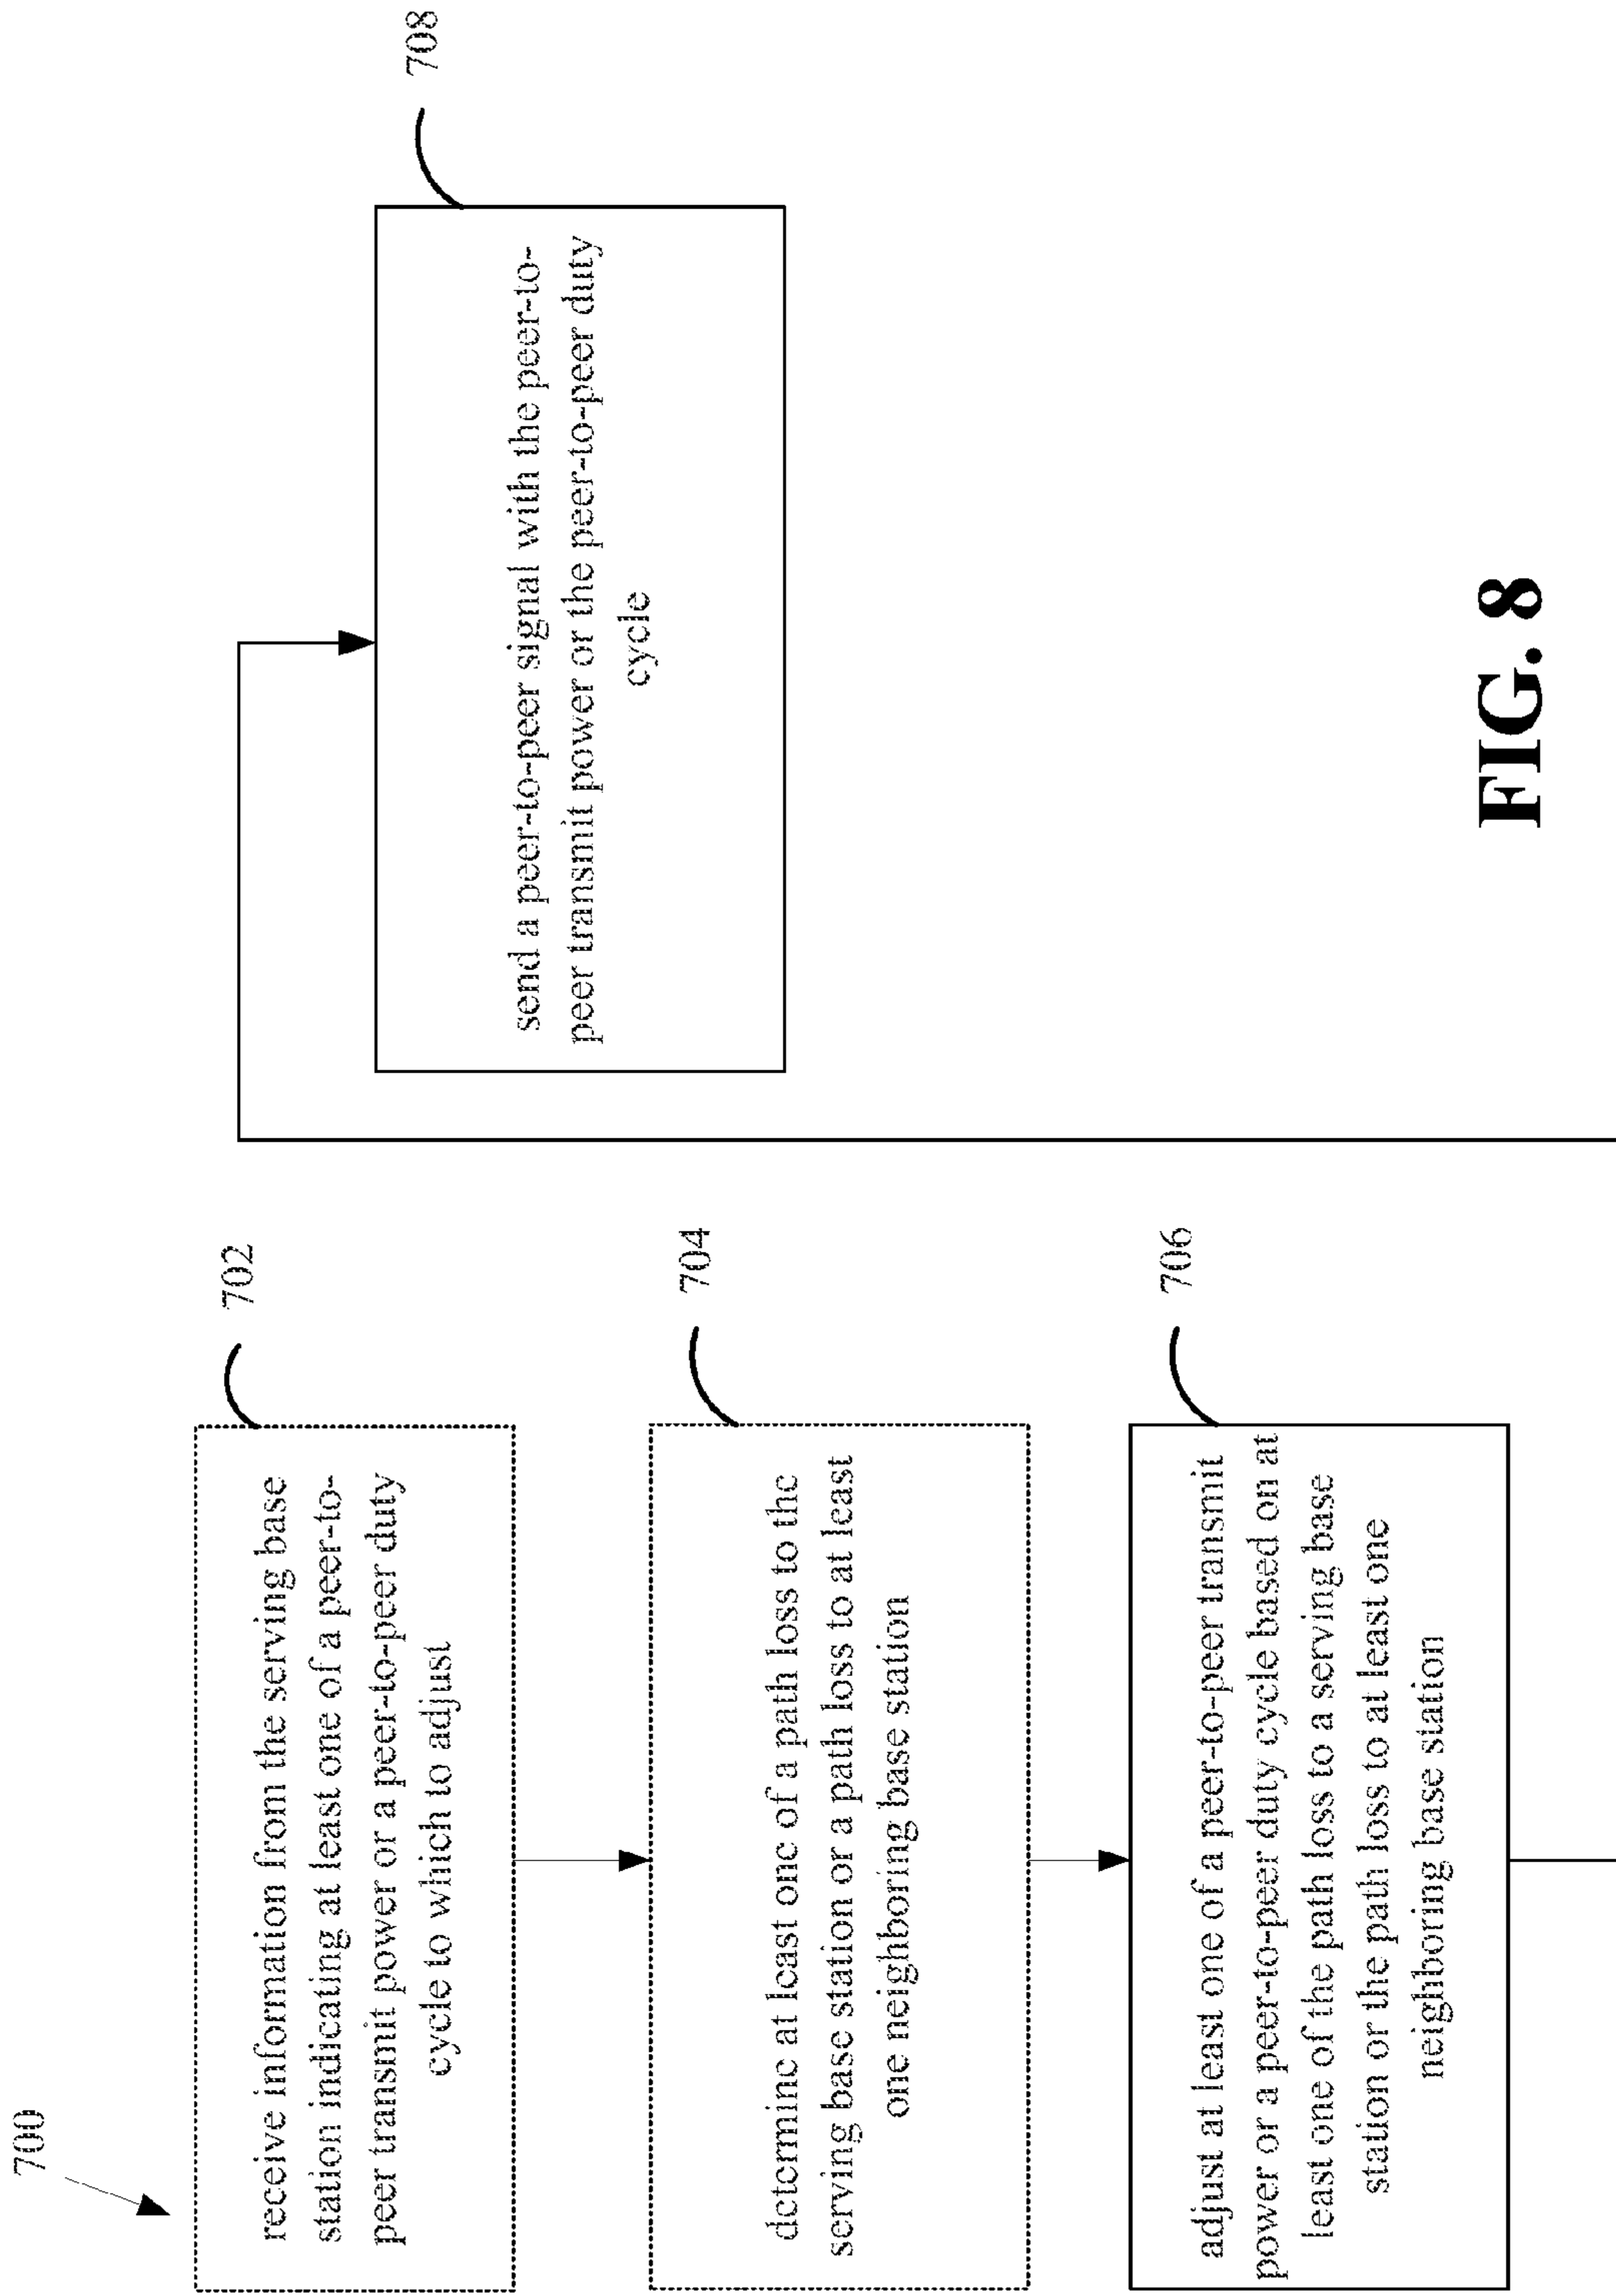 700
702
receive information from the serving base
station indicating at least one of a peer-to-
peer transmit power or a peer-to-peer duty
cycle to which to adjust
704
determine at least one of a path loss to the
serving base station or a path loss to at least
one neighboring base station
706
adjust at least one of a peer-to-peer transmit
power or a peer-to-peer duty cycle based on at
least one of the path loss to a serving base
station or the path loss to at least one
neighboring base station
708
send a peer-to-peer signal with the peer-to-
peer transmit power or the peer-to-peer duty
cycle
FIG. 8